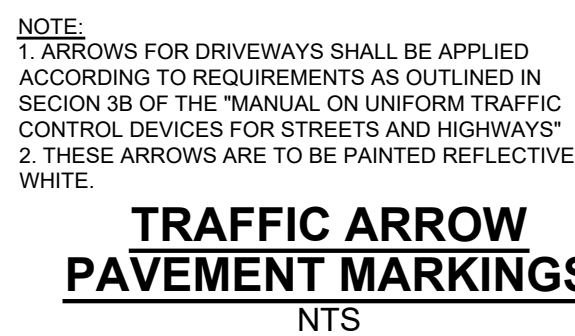 NOTE:
1. ARROWS FOR DRIVEWAYS SHALL BE APPLIED
ACCORDING TO REQUIREMENTS AS OUTLINED IN
SECION 3B OF THE "MANUAL ON UNIFORM TRAFFIC
CONTROL DEVICES FOR STREETS AND HIGHWAYS"
2. THESE ARROWS ARE TO BE PAINTED REFLECTIVE
WHITE.
TRAFFIC ARROW
PAVEMENT MARKINGS
NTS